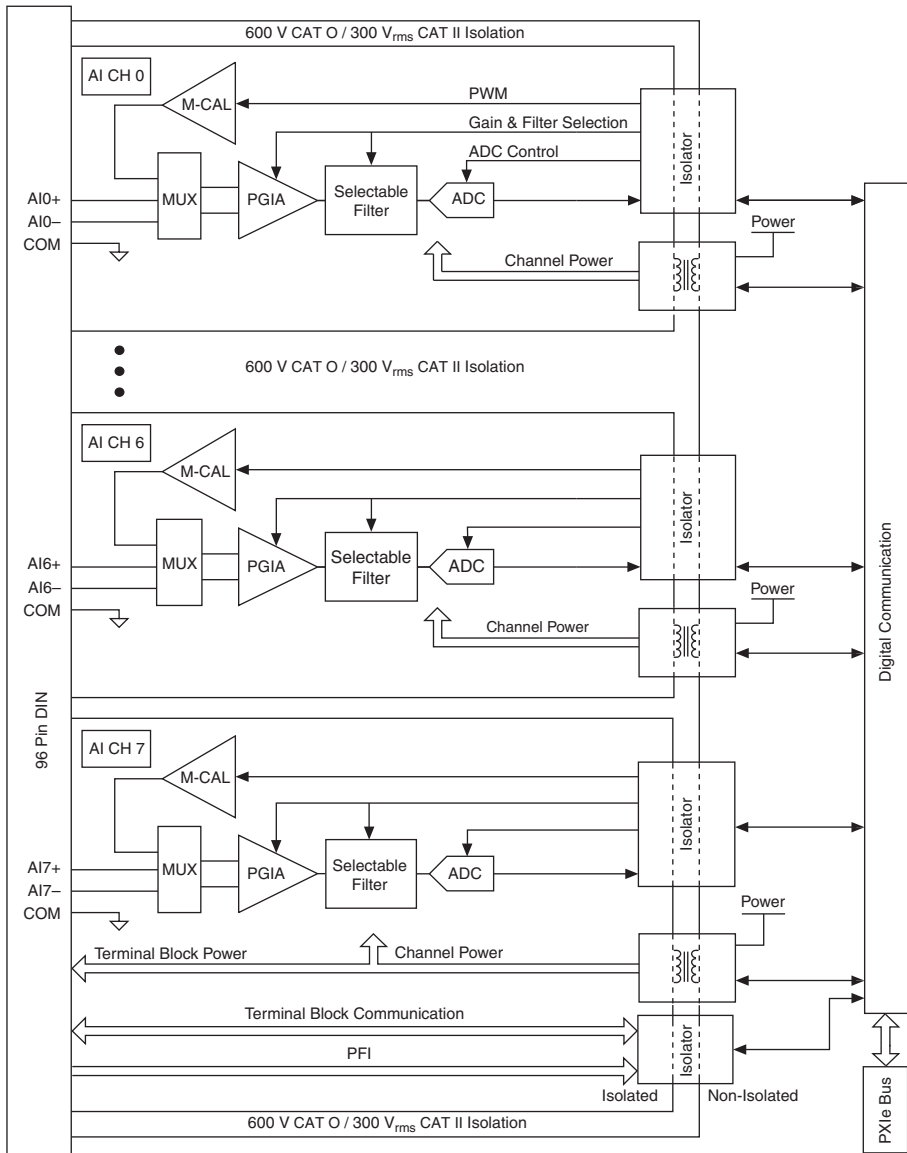 600 V CAT O / 300 Vrms CAT II Isolation
AI CH 0
M-CAL
PWM
Gain & Filter Selection
ADC Control
Isolator
MUX
PGIA
Selectable
Filter
ADC
AI0+
AI0–
COM
Channel Power
Power
600 V CAT O / 300 Vrms CAT II Isolation
AI CH 6
M-CAL
Isolator
MUX
PGIA
Selectable
Filter
ADC
AI6+
AI6–
COM
Channel Power
Power
Digital Communication
96 Pin DIN
AI CH 7
M-CAL
Isolator
MUX
PGIA
Selectable
Filter
ADC
AI7+
AI7–
COM
Power
Terminal Block Power
Channel Power
Terminal Block Communication
PFI
Isolator
Isolated
Non-Isolated
PXIe Bus
600 V CAT O / 300 Vrms CAT II Isolation